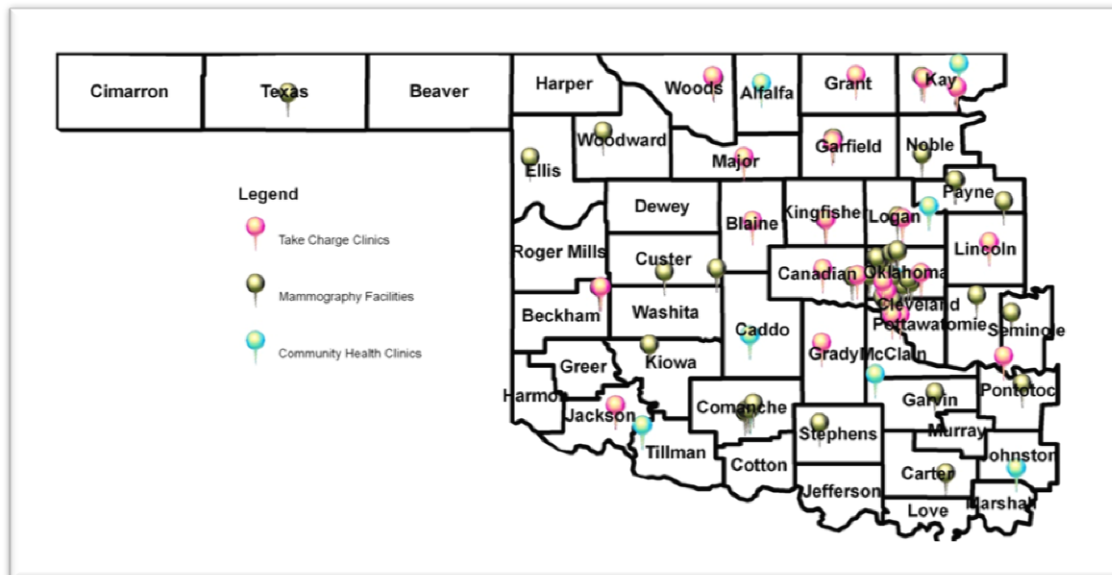 Cimarron
Texas
Beaver
Harper
Woods
Alfalfa
Grant
Kay
Woodward
Ellis
Major
Garfield
Noble
Payne
Legend
Take Charge Clinics
Mammography Facilities
Community Health Clinics
Dewey
Blaine
Kingfisher
Logan
Lincoln
Roger Mills
Custer
Canadian
Oklahoma
Beckham
Washita
Caddo
Cleveland
Pottawatomie
Seminole
Greer
Kiowa
Grady
McClain
Harmon
Jackson
Comanche
Garvin
Pontotoc
Tillman
Stephens
Murray
Cotton
Carter
Johnston
Jefferson
Love
Marshall